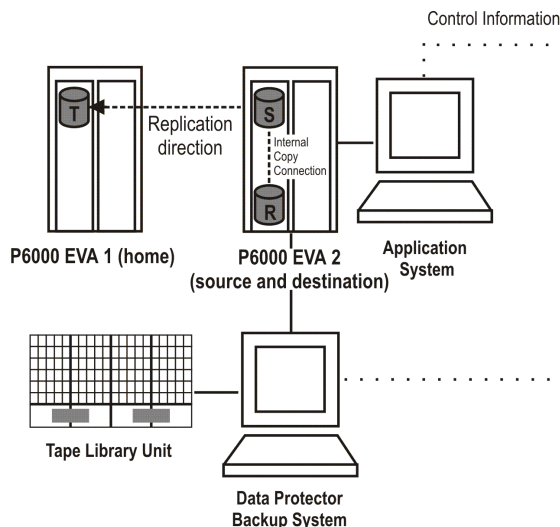 Control Information
T
S
Replication
direction
Internal
Copy
Connection
R
P6000 EVA 1 (home)
P6000 EVA 2
(source and destination)
Application
System
Tape Library Unit
Data Protector
Backup System